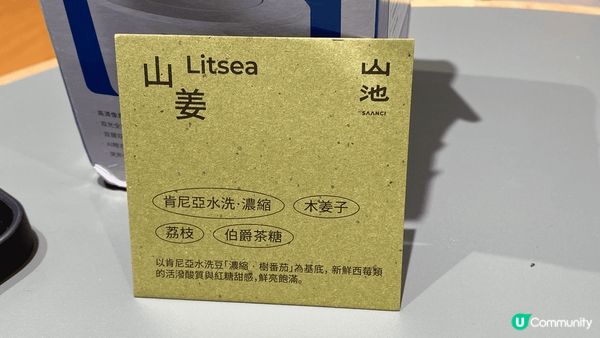 山姜 Litsea
山池
SAANCI
肯尼亞水洗·濃縮
木姜子
荔枝
伯爵茶糖
以肯尼亞水洗豆「濃縮．樹番茄」為基底，新鮮西莓類
的活潑酸質與紅糖甜感，鮮亮飽滿。
U Community